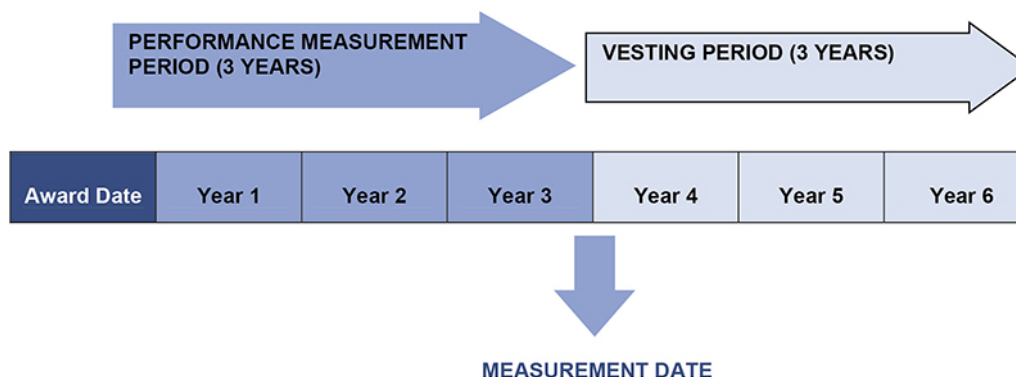 PERFORMANCE MEASUREMENT
PERIOD (3 YEARS)
VESTING PERIOD (3 YEARS)
Award Date Year 1 Year 2 Year 3 Year 4 Year 5 Year 6
MEASUREMENT DATE